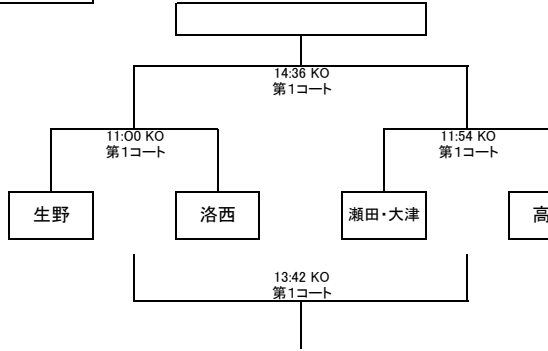 14:36 KO
第1コート
11:00 KO
第1コート
11:54 KO
第1コート
生野
洛西
瀬田・大津
高
13:42 KO
第1コート